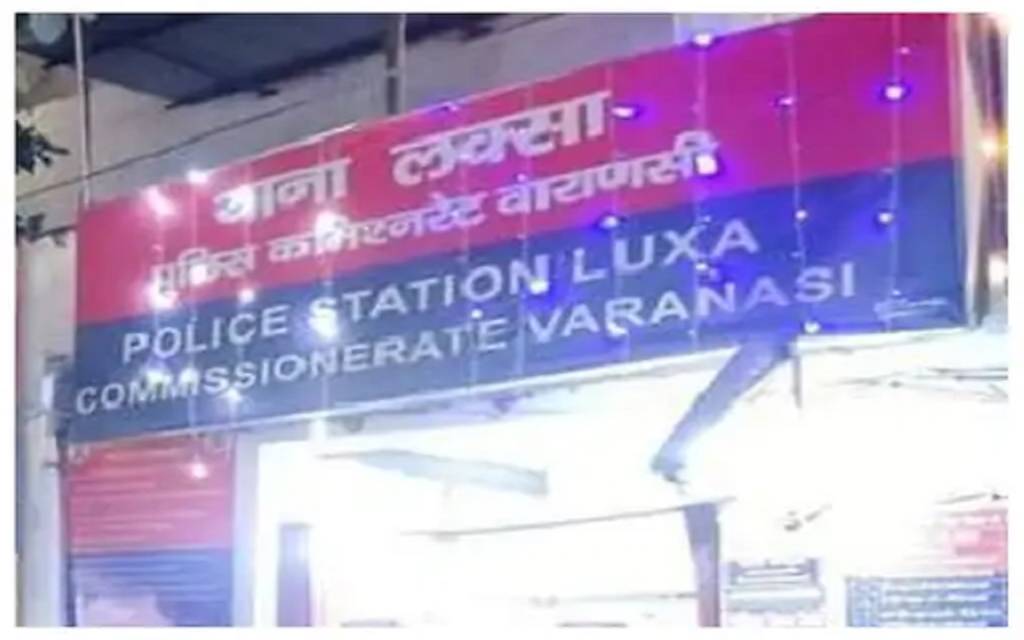 थाना लक्सा
पुलिस कमिश्नरेट वाराणसी
POLICE STATION LUXA
COMMISSIONERATE VARANASI